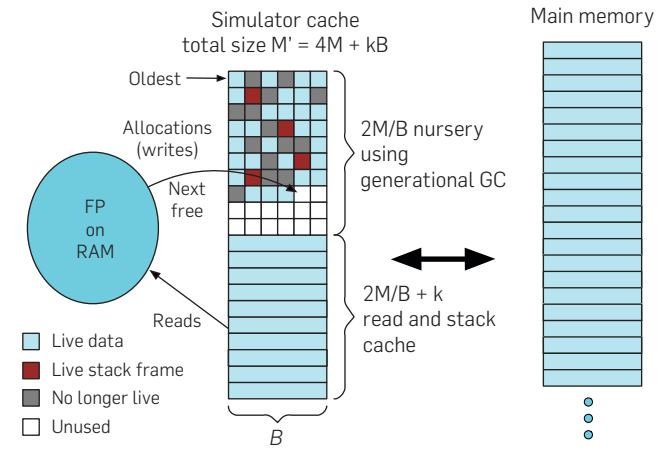 Simulator cache
total size M' = 4M + kB
Main memory
Oldest
Allocations
(writes)
Next
free
2M/B nursery
using
generational GC
FP
on
RAM
Reads
2M/B + k
read and stack
cache
Live data
Live stack frame
No longer live
Unused
B